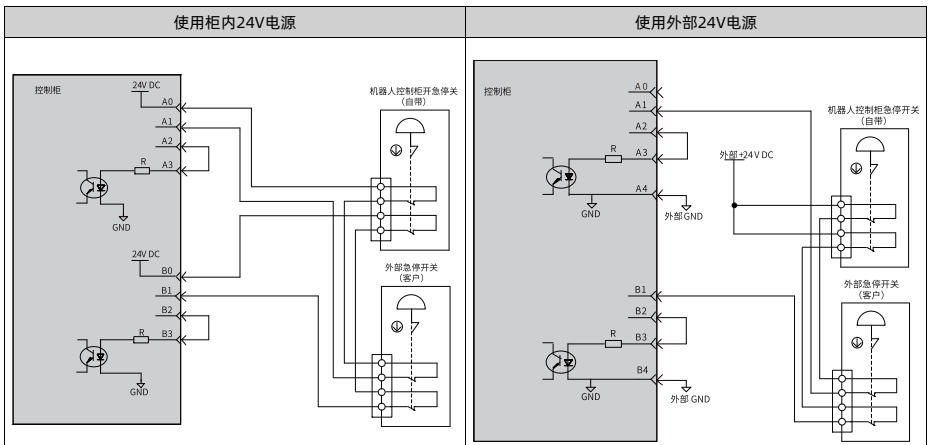 使用柜内24V电源
使用外部24V电源
控制柜
24V DC
A0
A1
A2
R
A3
GND
24V DC
B0
B1
B2
R
B3
GND
机器人控制柜开急停关
（自带）
外部急停开关
（客户）
控制柜
A0
A1
A2
R
A3
A4
GND
外部GND
B1
B2
R
B3
B4
GND
外部 GND
外部+24V DC
机器人控制柜急停开关
（自带）
外部急停开关
（客户）